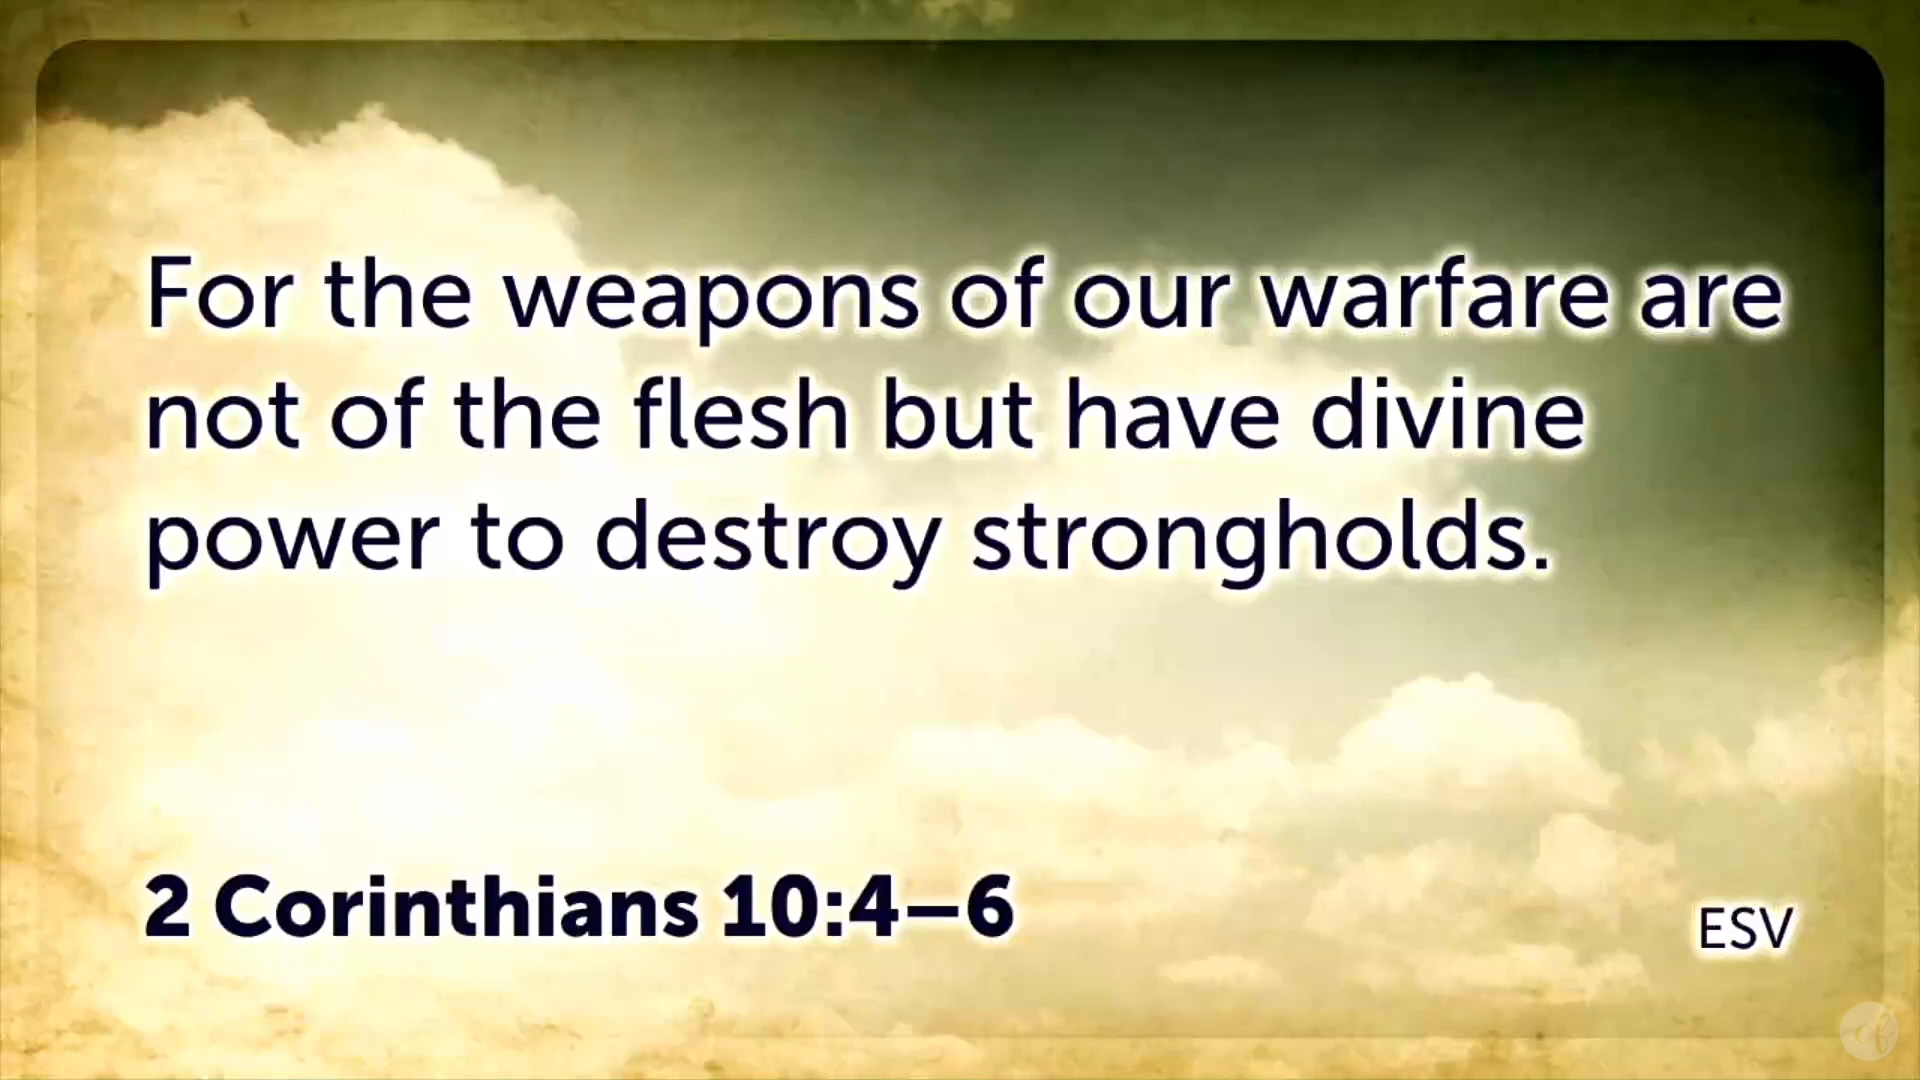 For the weapons of our warfare are
not of the flesh but have divine
power to destroy strongholds.
2 Corinthians 10:4–6
ESV